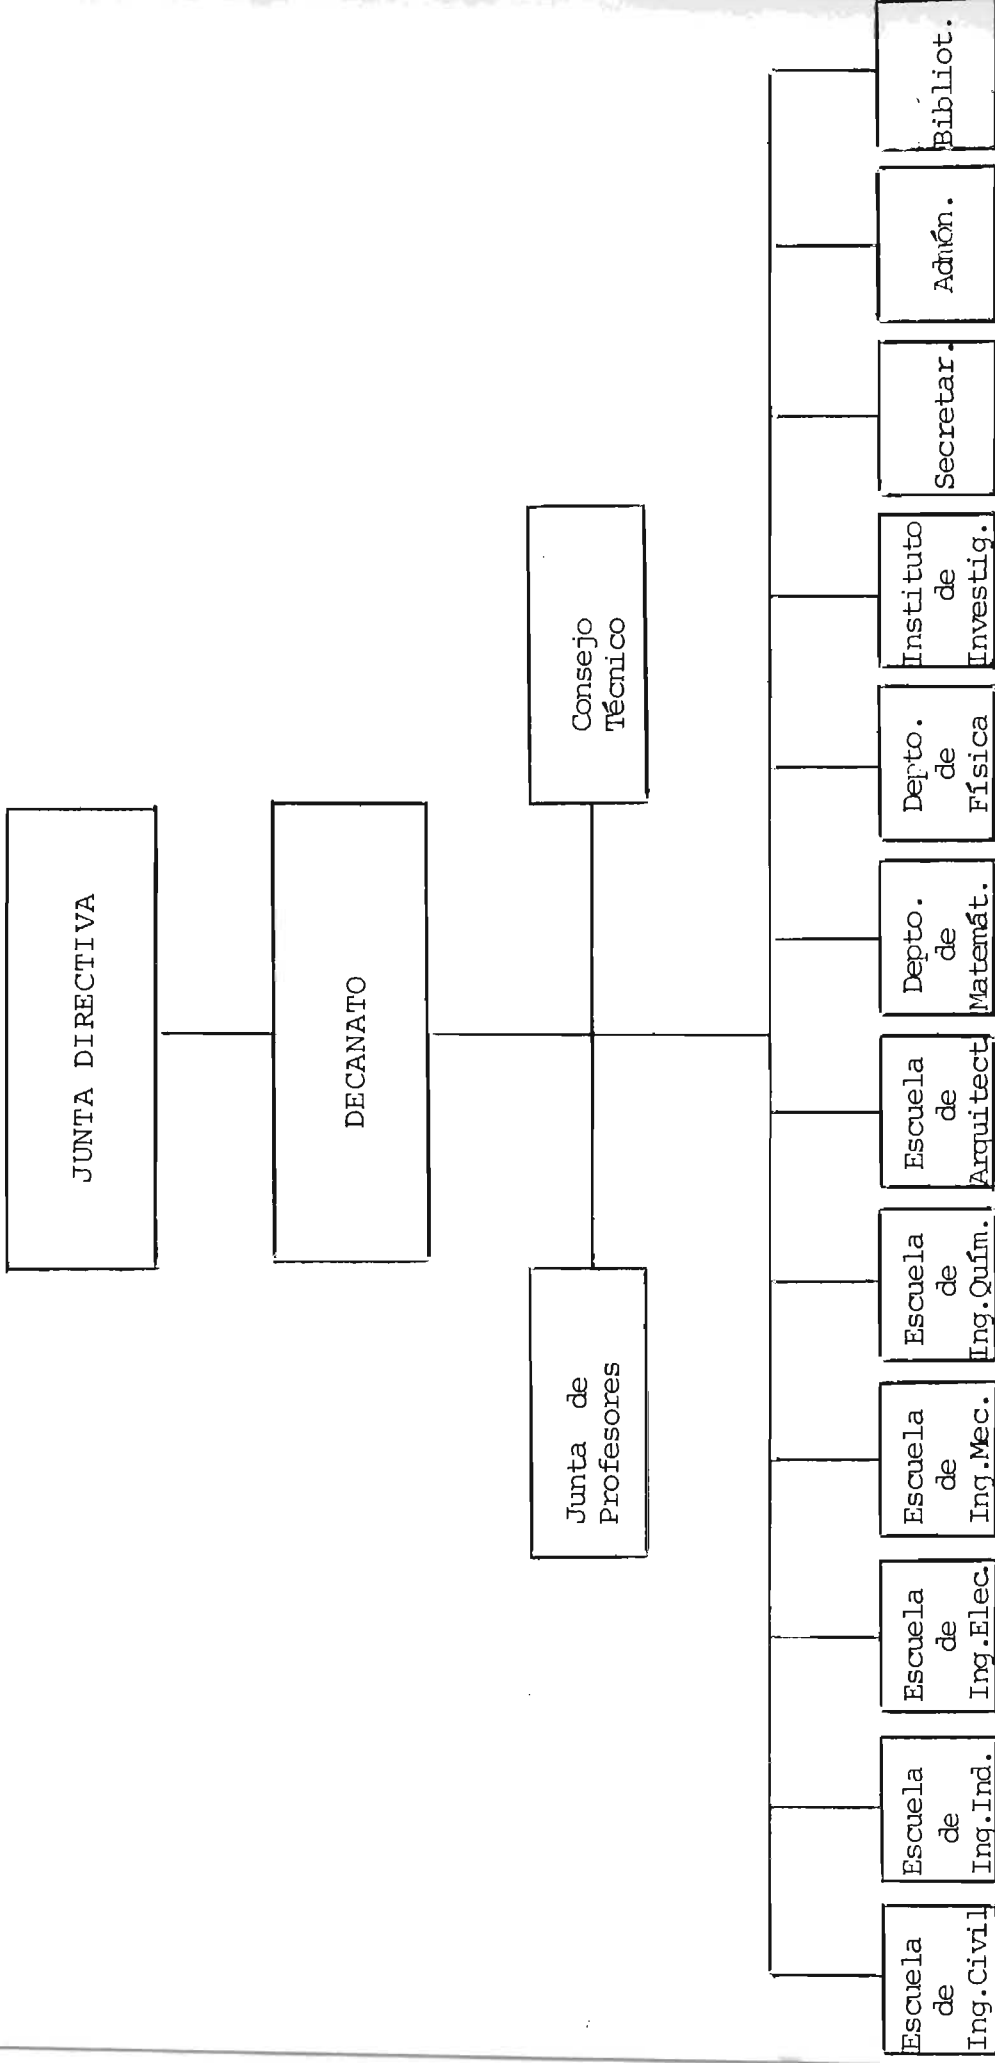 JUNTA DIRECTIVA
DECANATO
Junta de
Profesores
Consejo
Técnico
Escuela
de
Ing.Civil
Escuela
de
Ing.Ind.
Escuela
de
Ing.Elec.
Escuela
de
Ing.Mec.
Escuela
de
Ing.Quím.
Escuela
de
Arquitect
Depto.
de
Matemát.
Depto.
de
Física
Instituto
de
Investig.
Secretar.
Admón.
Bibliot.